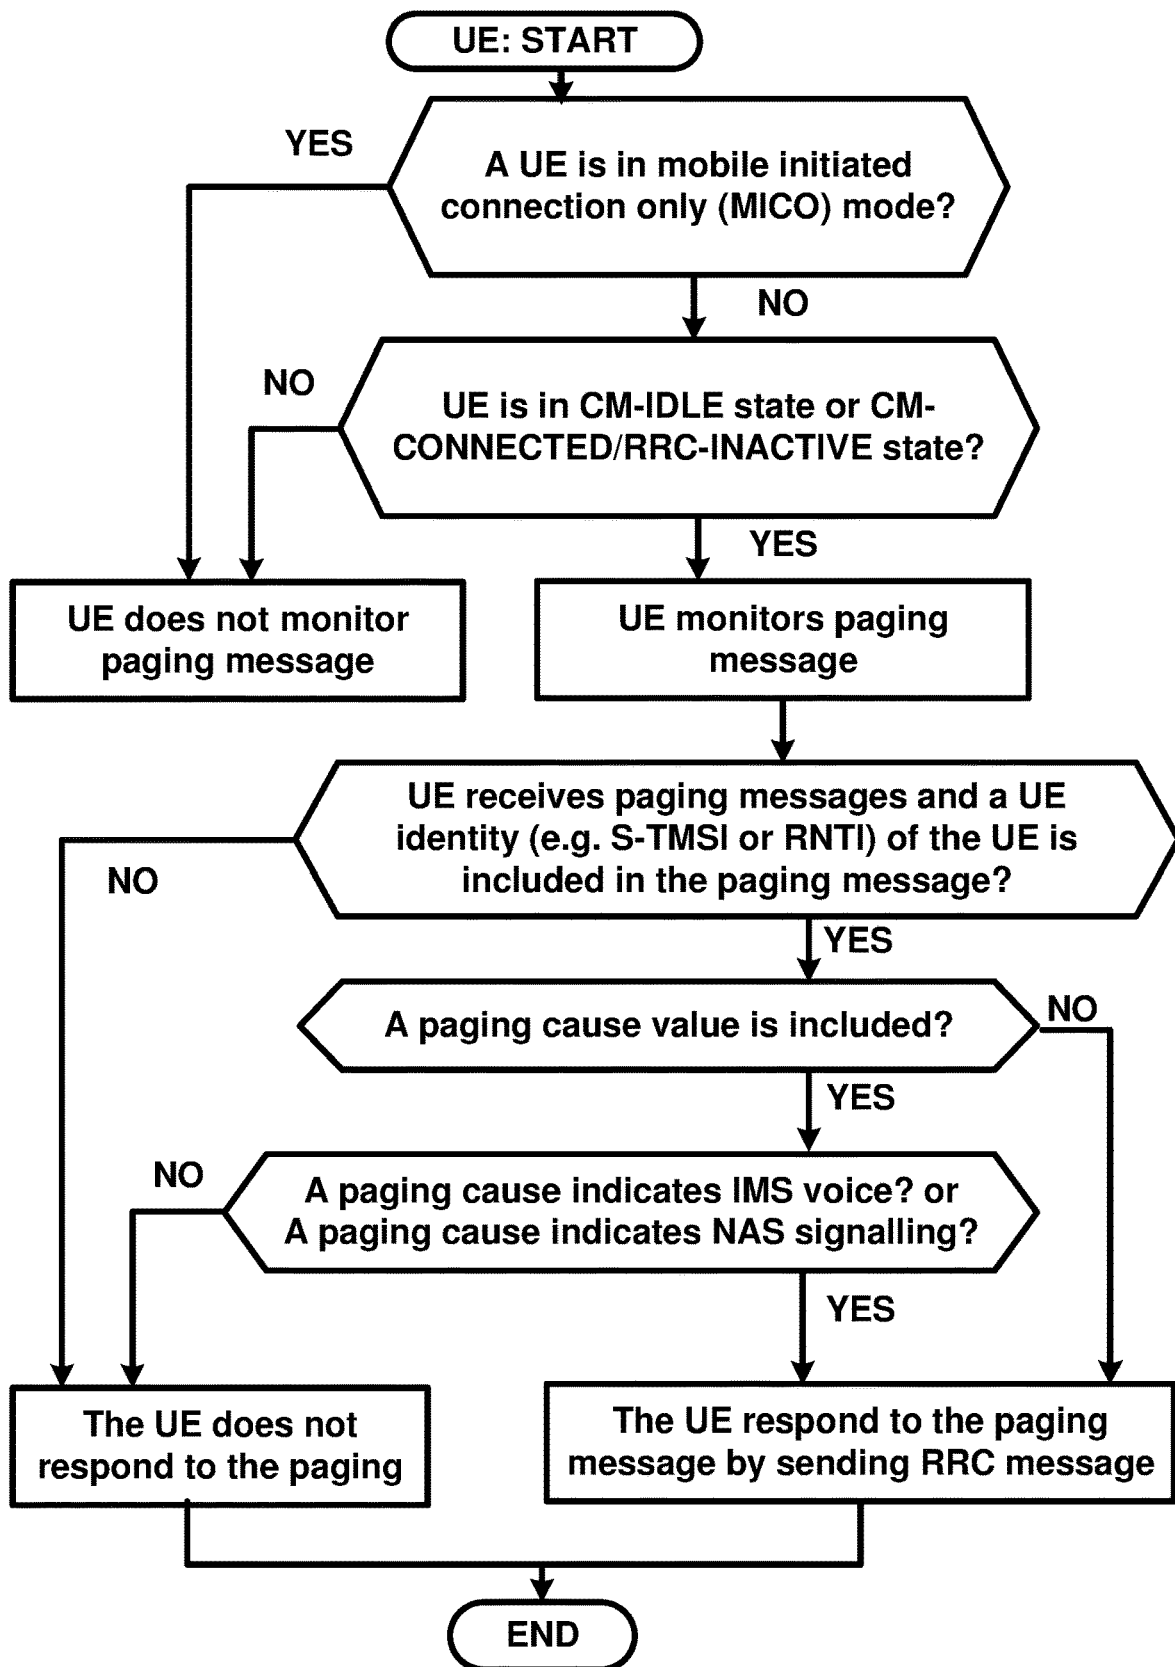 UE: START
YES
A UE is in mobile initiated
connection only (MICO) mode?
NO
NO
UE is in CM-IDLE state or CM-
CONNECTED/RRC-INACTIVE state?
YES
UE does not monitor
paging message
UE monitors paging
message
UE receives paging messages and a UE
identity (e.g. S-TMSI or RNTI) of the UE is
included in the paging message?
NO
YES
A paging cause value is included?
NO
YES
NO
A paging cause indicates IMS voice? or
A paging cause indicates NAS signalling?
YES
The UE does not
respond to the paging
The UE respond to the paging
message by sending RRC message
END